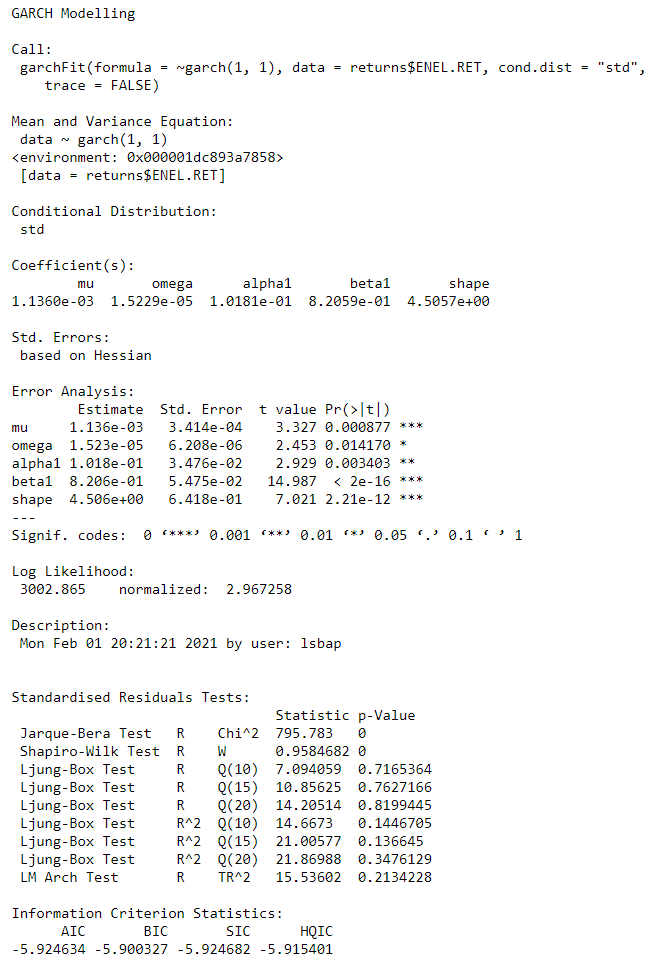 GARCH Modelling

Call:
 garchFit(formula = ~garch(1, 1), data = returns$ENEL.RET, cond.dist = "std",
    trace = FALSE)

Mean and Variance Equation:
 data ~ garch(1, 1)
<environment: 0x000001dc893a7858>
 [data = returns$ENEL.RET]

Conditional Distribution:
 std

Coefficient(s):
        mu       omega      alpha1       beta1       shape
1.1360e-03  1.5229e-05  1.0181e-01  8.2059e-01  4.5057e+00

Std. Errors:
 based on Hessian

Error Analysis:
        Estimate  Std. Error  t value Pr(>|t|)
mu     1.136e-03   3.414e-04    3.327 0.000877 ***
omega  1.523e-05   6.208e-06    2.453 0.014170 *
alpha1 1.018e-01   3.476e-02    2.929 0.003403 **
beta1  8.206e-01   5.475e-02   14.987  < 2e-16 ***
shape  4.506e+00   6.418e-01    7.021 2.21e-12 ***
---
Signif. codes:  0 ‘***’ 0.001 ‘**’ 0.01 ‘*’ 0.05 ‘.’ 0.1 ‘ ’ 1

Log Likelihood:
 3002.865    normalized:  2.967258

Description:
 Mon Feb 01 20:21:21 2021 by user: lsbap


Standardised Residuals Tests:
                                Statistic p-Value
 Jarque-Bera Test   R    Chi^2  795.783   0
 Shapiro-Wilk Test  R    W      0.9584682 0
 Ljung-Box Test     R    Q(10)  7.094059  0.7165364
 Ljung-Box Test     R    Q(15)  10.85625  0.7627166
 Ljung-Box Test     R    Q(20)  14.20514  0.8199445
 Ljung-Box Test     R^2  Q(10)  14.6673   0.1446705
 Ljung-Box Test     R^2  Q(15)  21.00577  0.136645
 Ljung-Box Test     R^2  Q(20)  21.86988  0.3476129
 LM Arch Test       R    TR^2   15.53602  0.2134228

Information Criterion Statistics:
      AIC       BIC       SIC      HQIC
-5.924634 -5.900327 -5.924682 -5.915401